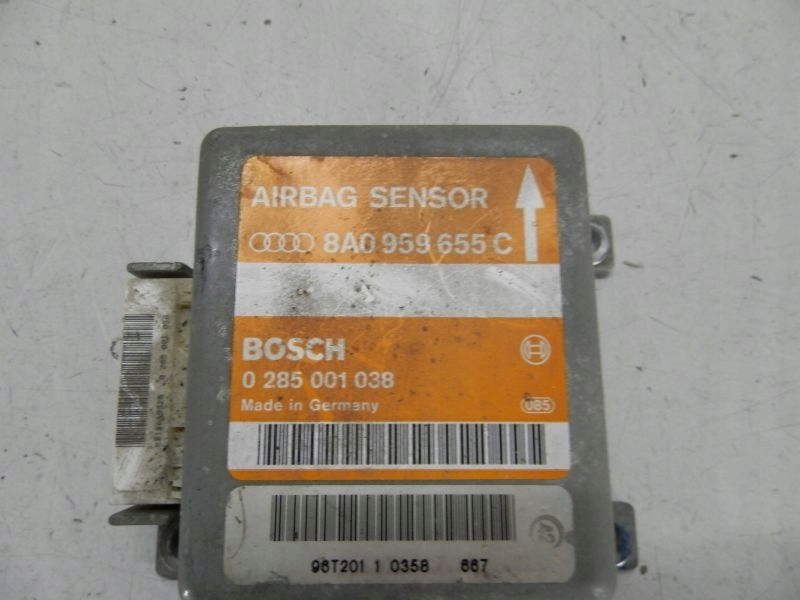 AIRBAG SENSOR
8A0 959 655 C
BOSCH
0 285 001 038
Made in Germany
085
96T201 1 0358 667